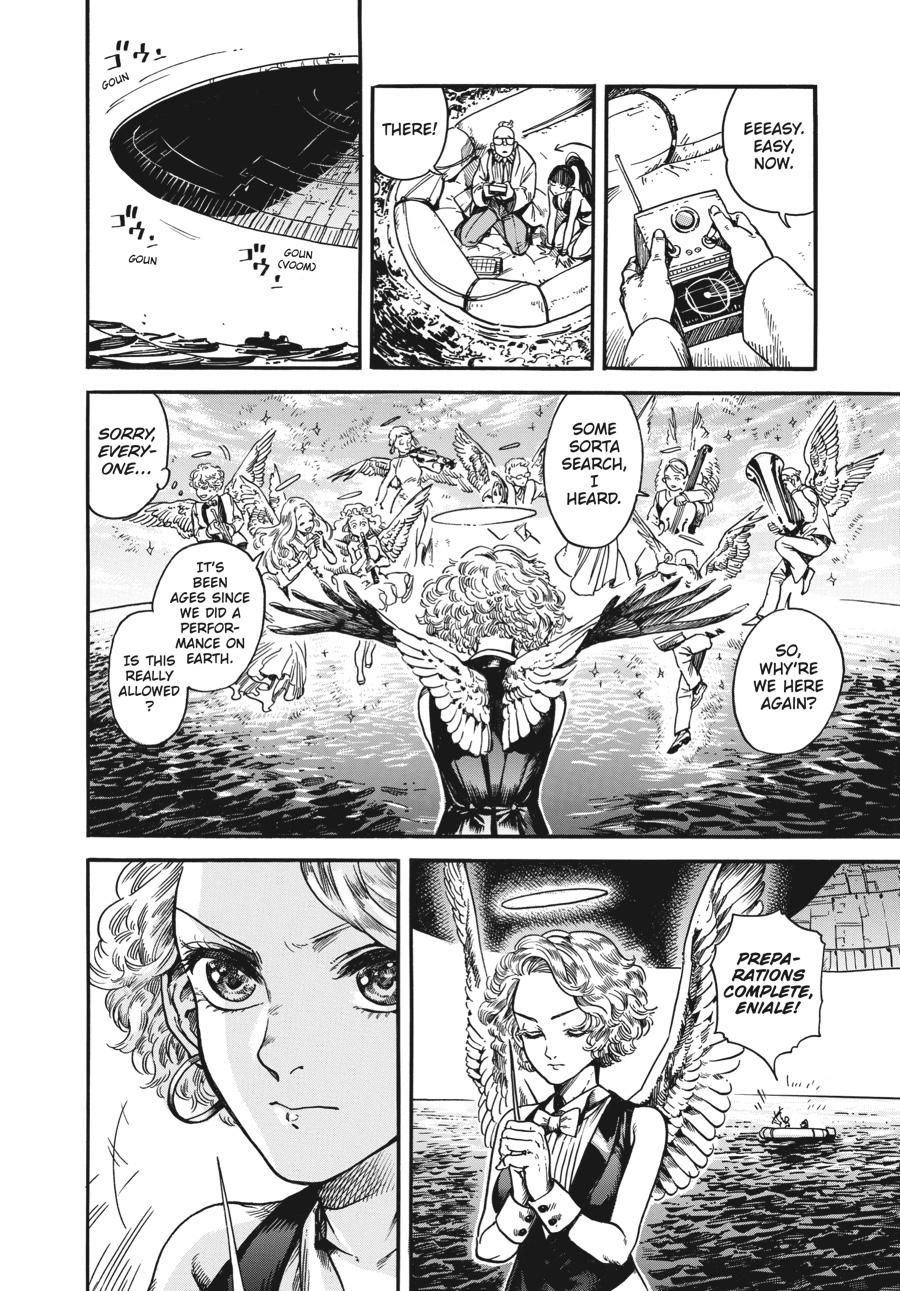 EEEASY.
EASY,
NOW.
THERE!
ゴウン
GOUN
ゴウン
GOUN
ゴウン
GOUN
(VOOM)
SOME
SORTA
SEARCH,
I
HEARD.
SO,
WHY'RE
WE HERE
AGAIN?
SORRY,
EVERY-
ONE...
IT'S
BEEN
AGES SINCE
WE DID A
PERFOR-
MANCE ON
EARTH.
IS THIS
REALLY
ALLOWED
?
PREPA-
RATIONS
COMPLETE,
ENIALE!